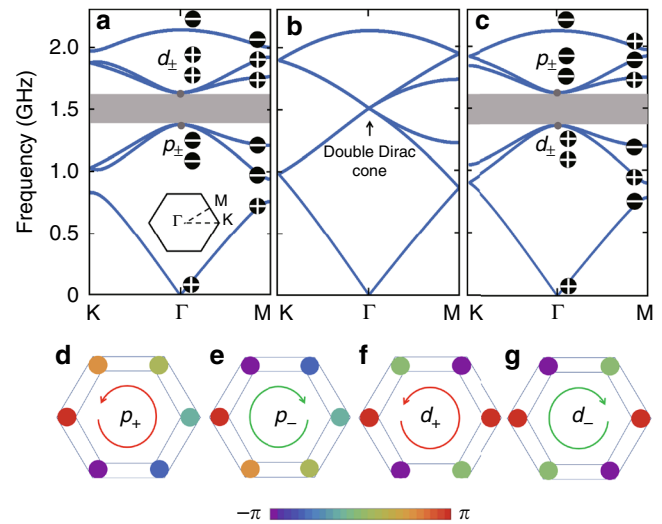 a
b
c
Frequency (GHz)
2.0
1.5
1.0
0.5
0
d±
p±
M
Γ
K
Double Dirac
cone
p±
d±
K
Γ
M
K
Γ
M
K
Γ
M
d
e
f
g
p+
p−
d+
d−
−π
π